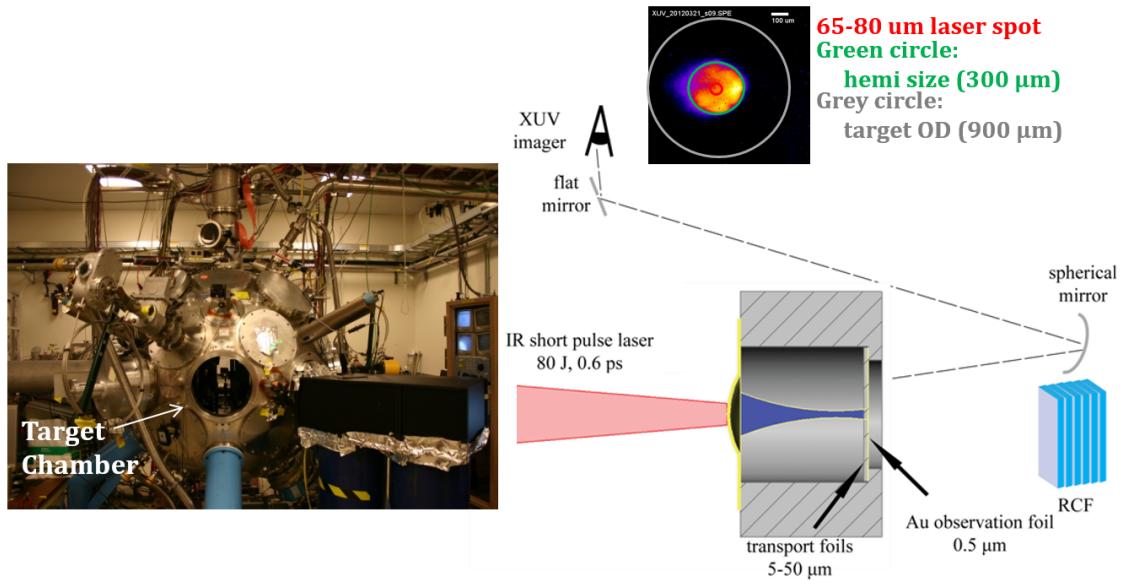 XUV_20120321_s09.SPE
100 um
65-80 um laser spot
Green circle:
hemi size (300 µm)
Grey circle:
target OD (900 µm)
XUV
imager
flat
mirror
spherical
mirror
IR short pulse laser
80 J, 0.6 ps
Target
Chamber
RCF
Au observation foil
0.5 µm
transport foils
5-50 µm